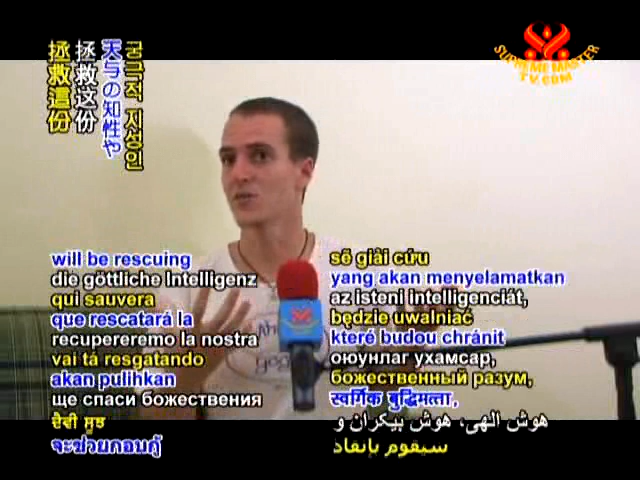 SUPREME MASTER
TV.COM
拯救這份
拯救这份
天与の知性や
궁극적 지성인
will be rescuing
die göttliche Intelligenz
qui sauvera
que rescatará la
recupereremo la nostra
vai tá resgatando
akan pulihkan
ще спаси божествения
ਦੈਵੀ ਸੂਝ
จะช่วยกอบกู้
sẽ giải cứu
yang akan menyelamatkan
az isteni intelligenciát,
będzie uwalniać
které budou chránit
оюунлаг ухамсар,
божественный разум,
स्वर्गिक बुद्धिमत्ता,
هوش الهی، هوش بیکران و
سيقوم بإنقاذ